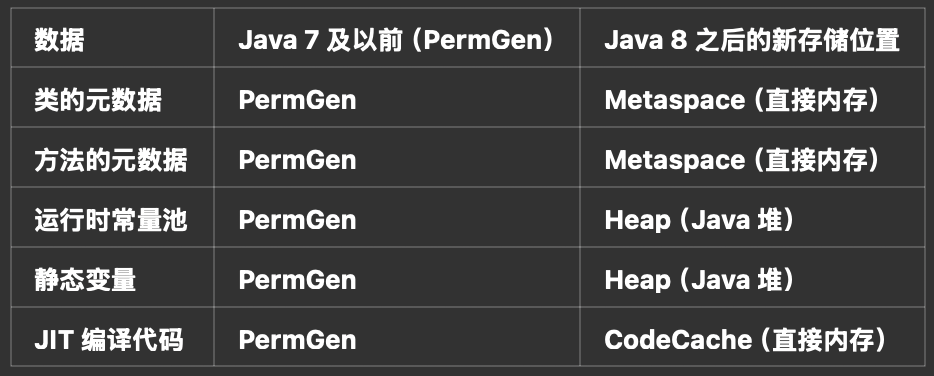 数据 Java 7 及以前（PermGen） Java 8 之后的新存储位置
类的元数据 PermGen Metaspace（直接内存）
方法的元数据 PermGen Metaspace（直接内存）
运行时常量池 PermGen Heap（Java 堆）
静态变量 PermGen Heap（Java 堆）
JIT 编译代码 PermGen CodeCache（直接内存）